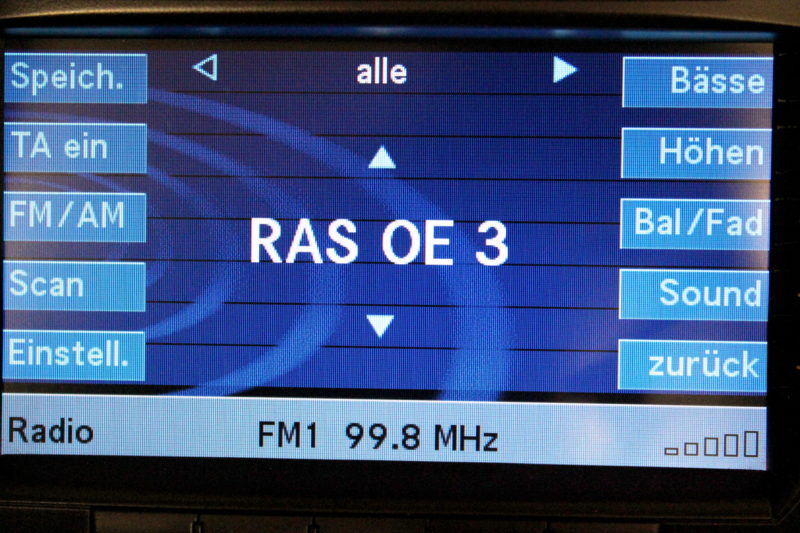 Speich.
alle
Bässe
TA ein
Höhen
FM/AM
RAS OE 3
Bal/Fad
Scan
Sound
Einstell.
zurück
Radio
FM1 99.8 MHz